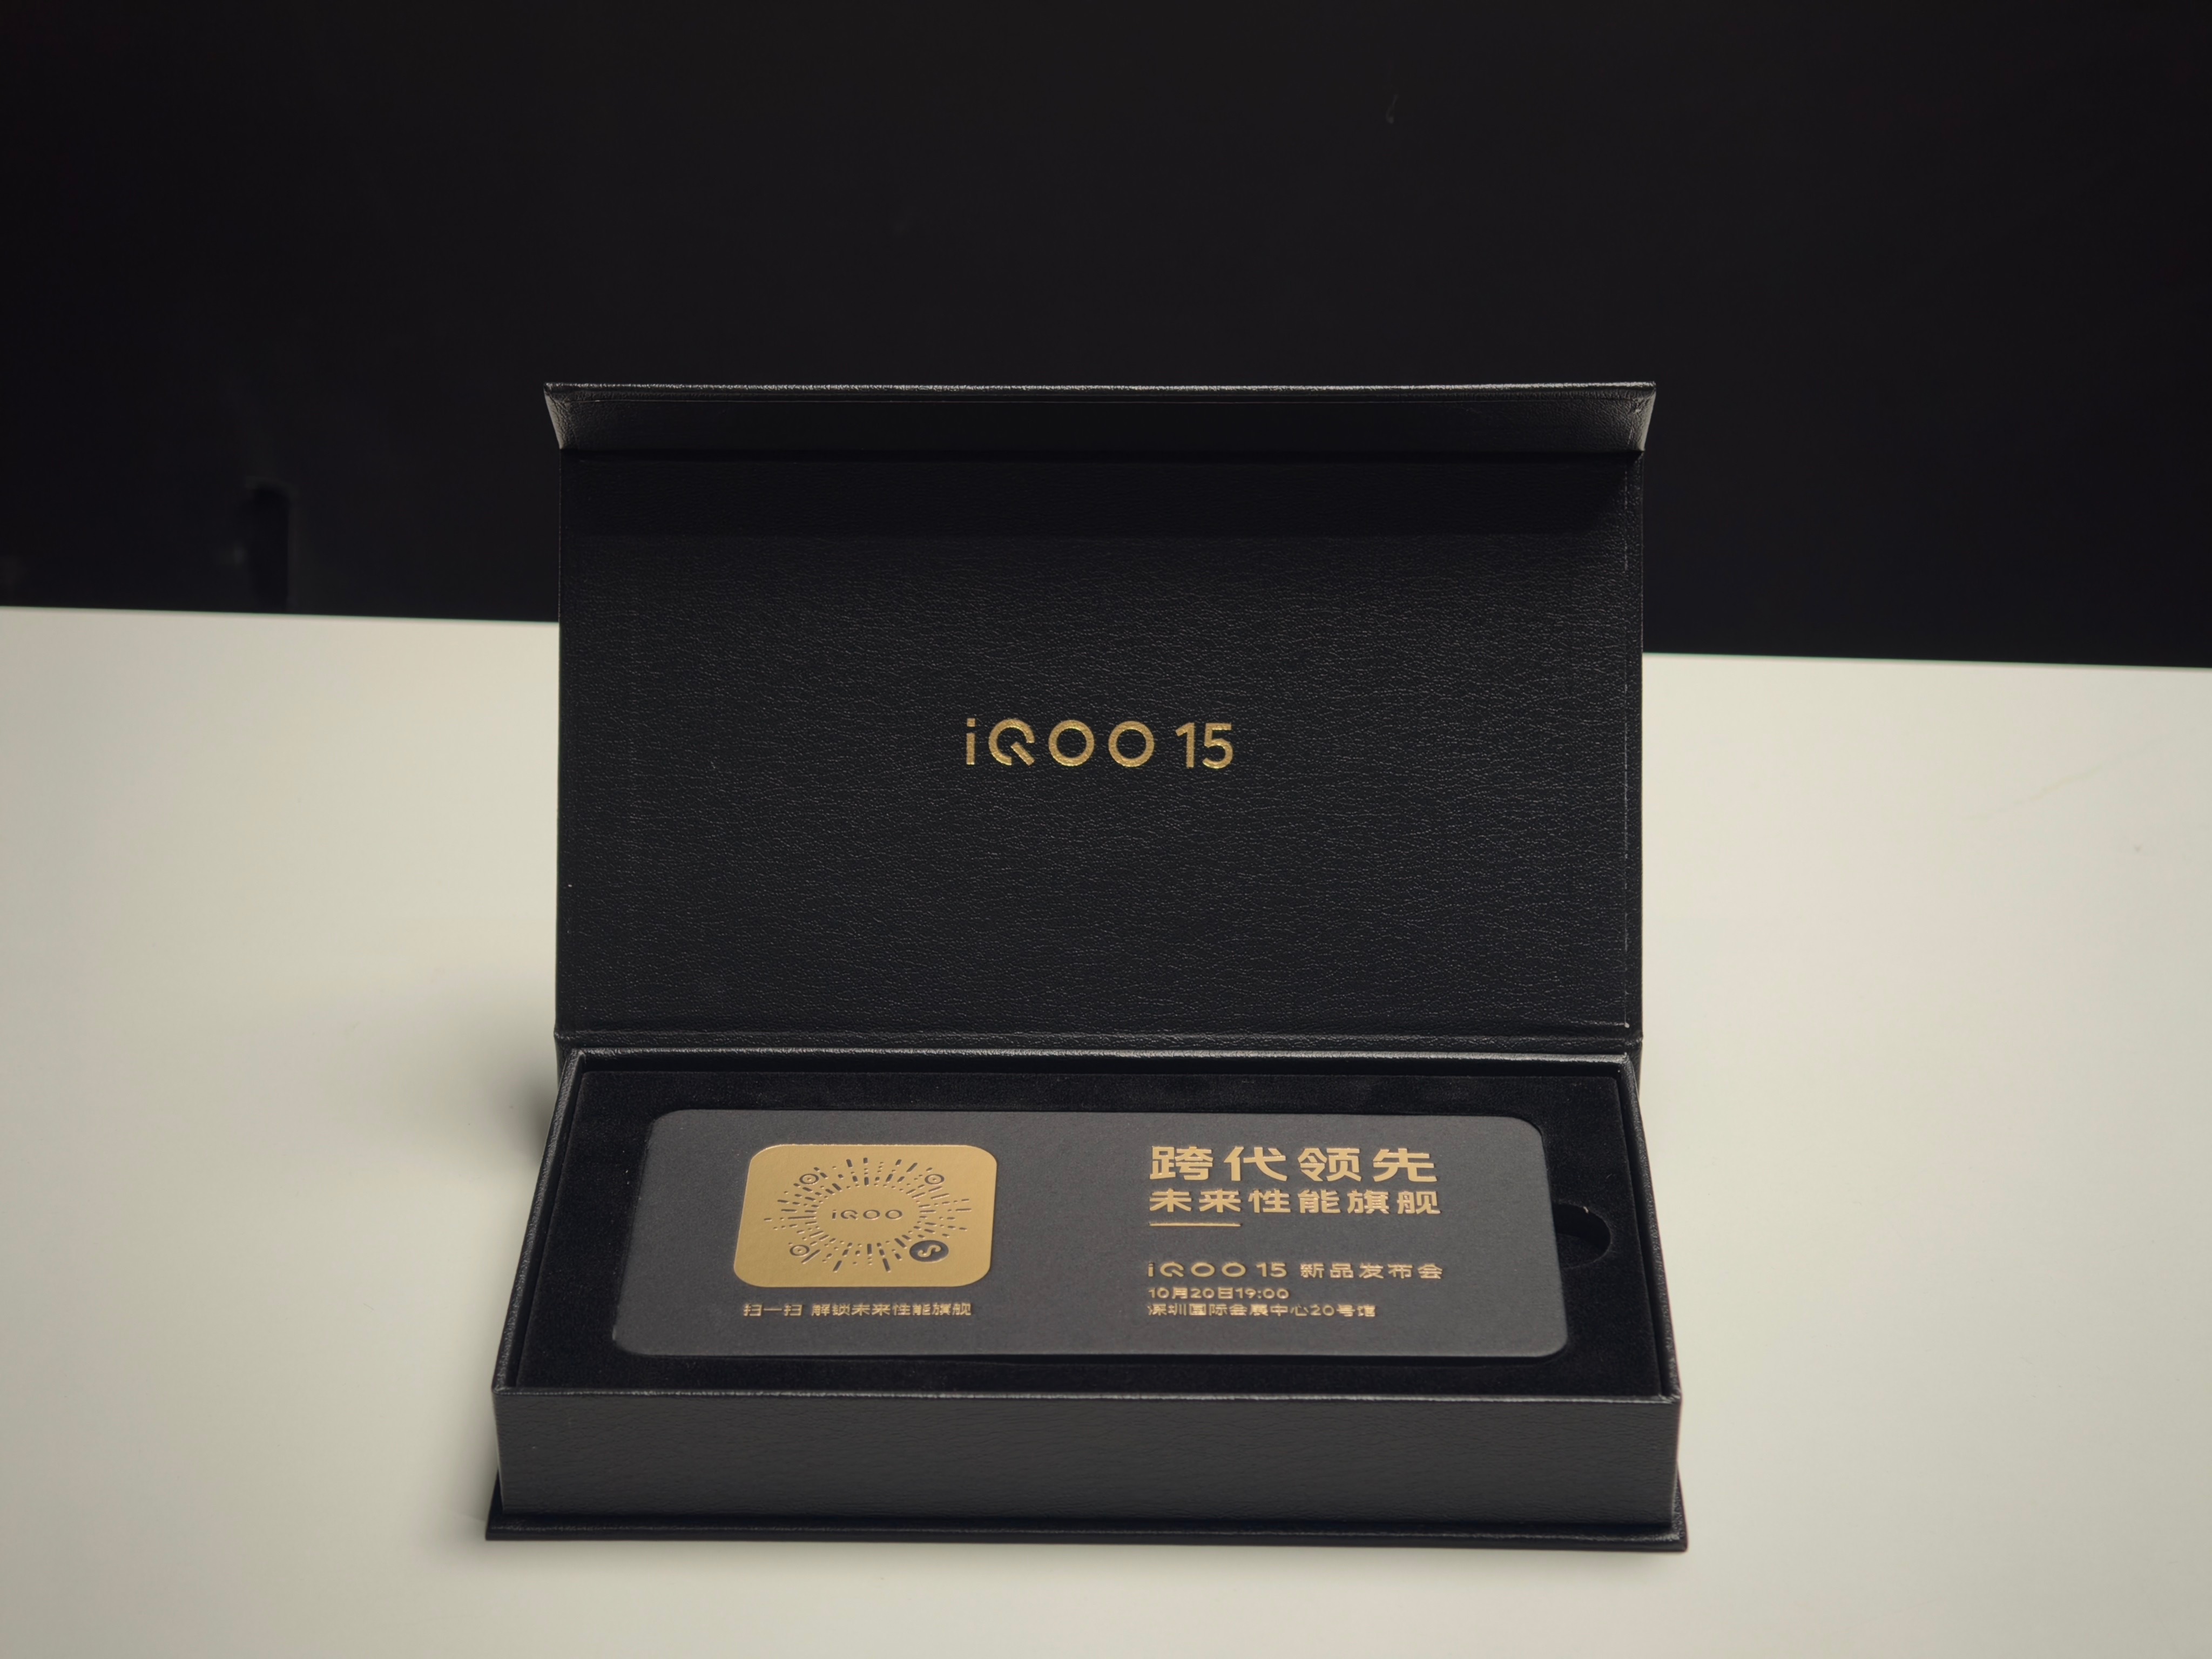 iQOO 15
iQOO
扫一扫 解锁未来性能旗舰
跨代领先
未来性能旗舰
iQOO 15 新品发布会
10月20日19:00
深圳国际会展中心20号馆